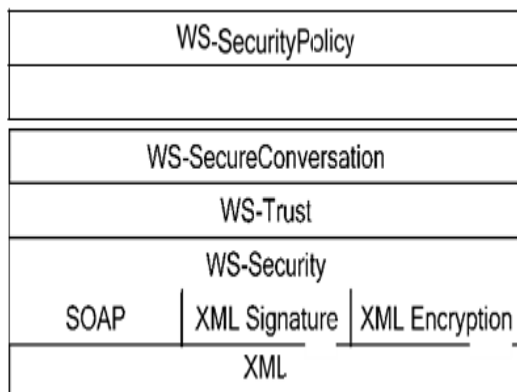 WS-SecurityPolicy
WS-SecureConversation
WS-Trust
WS-Security
SOAP XML Signature XML Encryption
XML